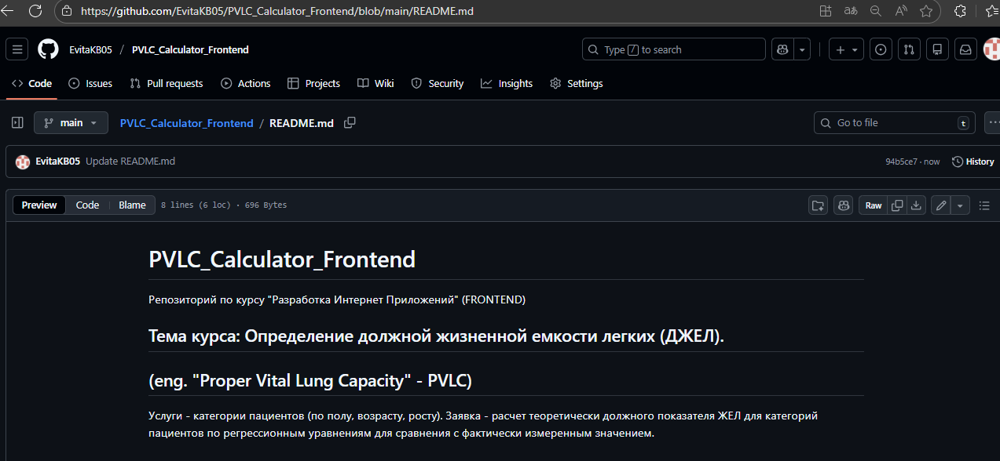 https://github.com/EvitaKB05/PVLC_Calculator_Frontend/blob/main/README.md
EvitaKB05 / PVLC_Calculator_Frontend
Type / to search
Code Issues Pull requests Actions Projects Wiki Security Insights Settings
main PVLC_Calculator_Frontend / README.md
Go to file t
EvitaKB05 Update README.md
94b5ce7 · now History
Preview Code Blame 8 lines (6 loc) · 696 Bytes
Raw
PVLC_Calculator_Frontend
Репозиторий по курсу "Разработка Интернет Приложений" (FRONTEND)
Тема курса: Определение должной жизненной емкости легких (ДЖЕЛ).
(eng. "Proper Vital Lung Capacity" - PVLC)
Услуги - категории пациентов (по полу, возрасту, росту). Заявка - расчет теоретически должного показателя ЖЕЛ для категорий
пациентов по регрессионным уравнениям для сравнения с фактически измеренным значением.